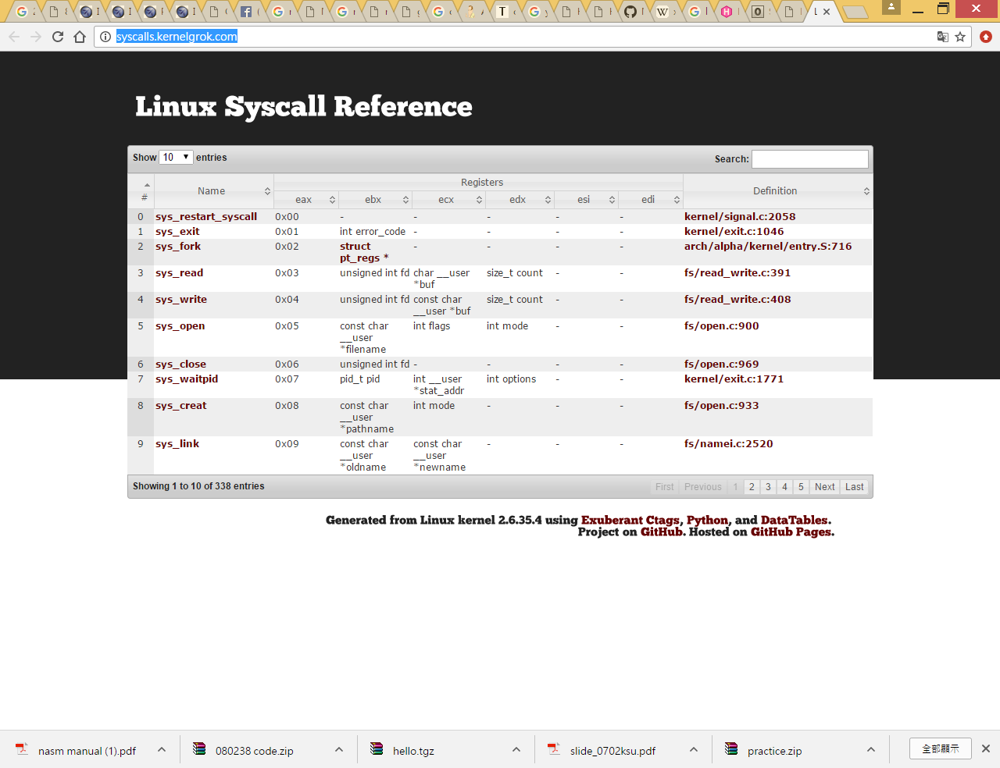 syscalls.kernelgrok.com
Linux Syscall Reference
Show 10 entries Search:
# Name Registers Definition
eax ebx ecx edx esi edi
0 sys_restart_syscall 0x00 - - - - - kernel/signal.c:2058
1 sys_exit 0x01 int error_code - - - - kernel/exit.c:1046
2 sys_fork 0x02 struct pt_regs * - - - - arch/alpha/kernel/entry.S:716
3 sys_read 0x03 unsigned int fd char __user *buf size_t count - - fs/read_write.c:391
4 sys_write 0x04 unsigned int fd const char __user *buf size_t count - - fs/read_write.c:408
5 sys_open 0x05 const char __user *filename int flags int mode - - fs/open.c:900
6 sys_close 0x06 unsigned int fd - - - - fs/open.c:969
7 sys_waitpid 0x07 pid_t pid int __user *stat_addr int options - - kernel/exit.c:1771
8 sys_creat 0x08 const char __user *pathname int mode - - - fs/open.c:933
9 sys_link 0x09 const char __user *oldname const char __user *newname - - - fs/namei.c:2520
Showing 1 to 10 of 338 entries First Previous 1 2 3 4 5 Next Last
Generated from Linux kernel 2.6.35.4 using Exuberant Ctags, Python, and DataTables.
Project on GitHub. Hosted on GitHub Pages.
nasm manual (1).pdf 080238 code.zip hello.tgz slide_0702ksu.pdf practice.zip 全部顯示